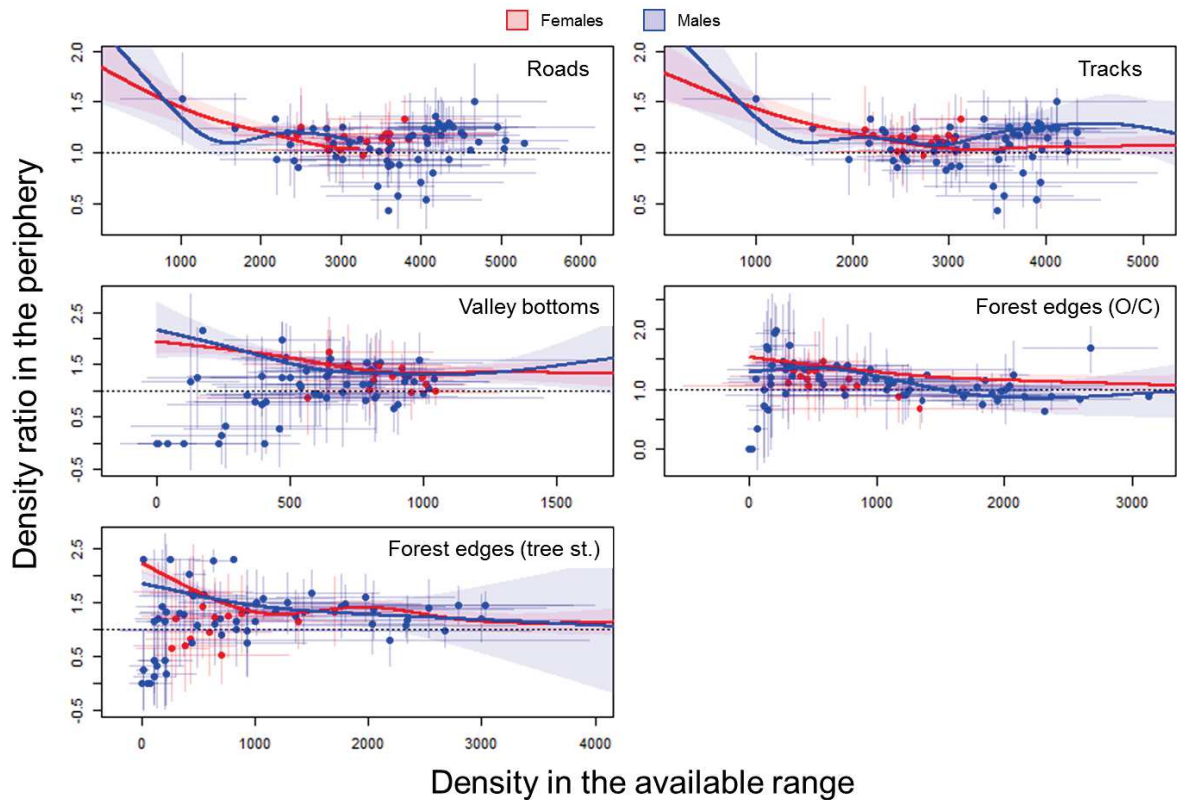 Females Males
Density ratio in the periphery
Roads
2.0
1.5
1.0
0.5
1000 2000 3000 4000 5000 6000
Tracks
2.0
1.5
1.0
0.5
1000 2000 3000 4000 5000
Valley bottoms
2.5
1.5
0.5
-0.5
0 500 1000 1500
Forest edges (O/C)
2.0
1.0
0.0
0 1000 2000 3000
Forest edges (tree st.)
2.5
1.5
0.5
-0.5
0 1000 2000 3000 4000
Density in the available range